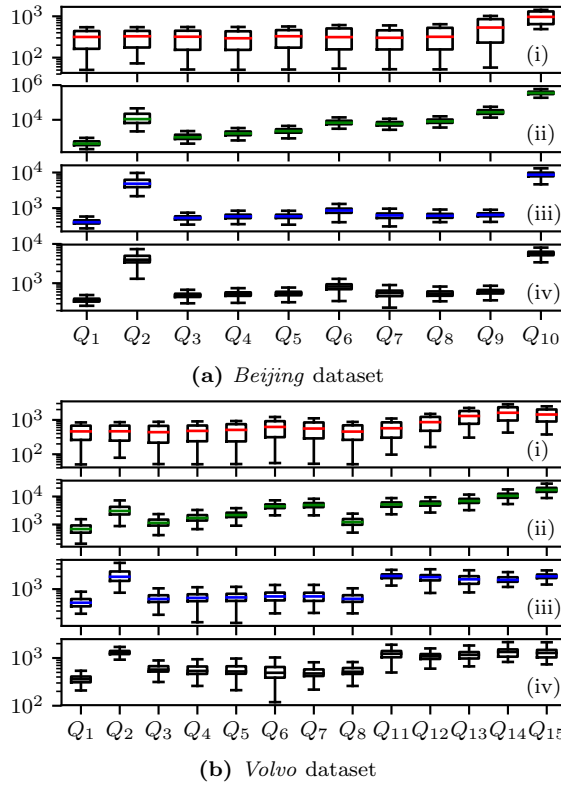 10³
10²
(i)
10⁶
10⁴
(ii)
10⁴
10³
(iii)
10⁴
10³
(iv)
Q₁ Q₂ Q₃ Q₄ Q₅ Q₆ Q₇ Q₈ Q₉ Q₁₀
(a) Beijing dataset
10³
10²
(i)
10⁴
10³
(ii)
10³
(iii)
10³
10²
(iv)
Q₁ Q₂ Q₃ Q₄ Q₅ Q₆ Q₇ Q₈ Q₁₁ Q₁₂ Q₁₃ Q₁₄ Q₁₅
(b) Volvo dataset